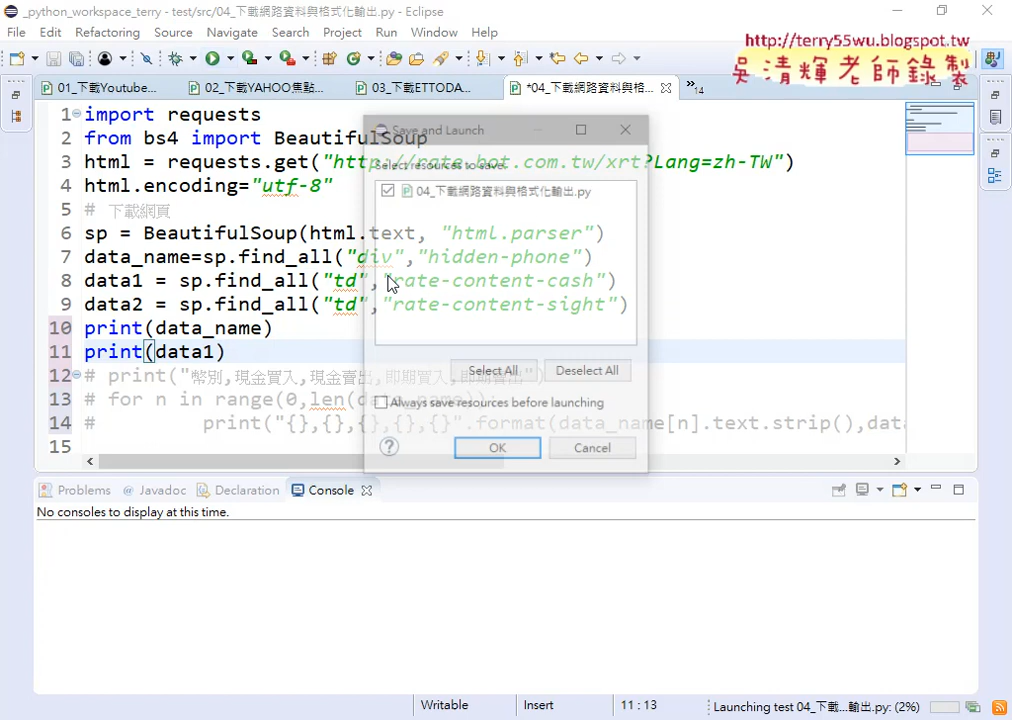 _python_workspace_terry - test/src/04_下載網路資料與格式化輸出.py - Eclipse
File Edit Refactoring Source Navigate Search Project Run Window Help
http://terry55wu.blogspot.tw
吳清輝老師錄製
01_下載Youtube... 02_下載YAHOO焦點... 03_下載ETTODA... *04_下載網路資料與格... »14
1 import requests
2 from bs4 import BeautifulSoup
3 html = requests.get("http://rate.bot.com.tw/xrt?Lang=zh-TW")
4 html.encoding="utf-8"
5 # 下載網頁
6 sp = BeautifulSoup(html.text, "html.parser")
7 data_name=sp.find_all("div","hidden-phone")
8 data1 = sp.find_all("td","rate-content-cash")
9 data2 = sp.find_all("td","rate-content-sight")
10 print(data_name)
11 print(data1)
12 # print("幣別,現金買入,現金賣出,即期買入,即期賣出")
13 # for n in range(0,len(data_name)):
14 # print("{},{},{},{},{}".format(data_name[n].text.strip(),data
15
Save and Launch
Select resources to save:
04_下載網路資料與格式化輸出.py
Select All Deselect All
Always save resources before launching
OK Cancel
Problems Javadoc Declaration Console
No consoles to display at this time.
Writable Insert 11 : 13 Launching test 04_下載...輸出.py: (2%)